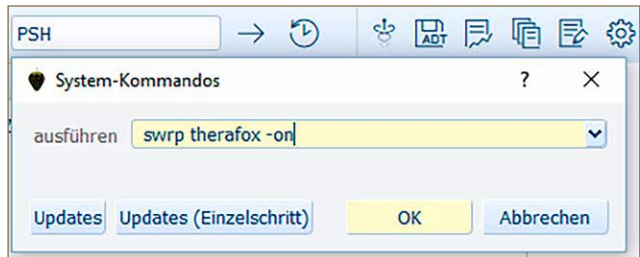 PSH
ADT
System-Kommandos ? X
ausführen swrp therafox -on
Updates Updates (Einzelschritt) OK Abbrechen